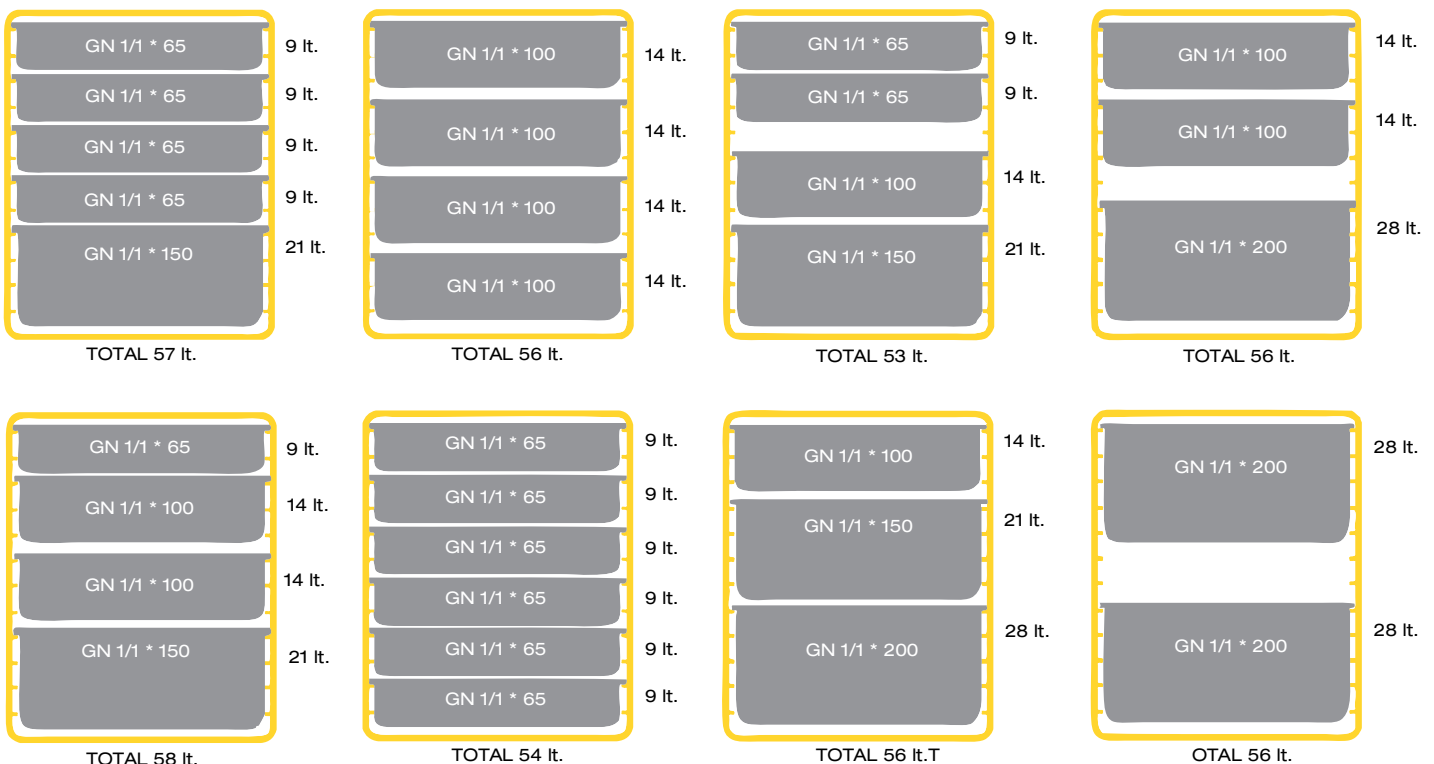 GN 1/1 * 65 9 lt.
GN 1/1 * 65 9 lt.
GN 1/1 * 65 9 lt.
GN 1/1 * 65 9 lt.
GN 1/1 * 150 21 lt.
TOTAL 57 lt.
GN 1/1 * 100 14 lt.
GN 1/1 * 100 14 lt.
GN 1/1 * 100 14 lt.
GN 1/1 * 100 14 lt.
TOTAL 56 lt.
GN 1/1 * 65 9 lt.
GN 1/1 * 65 9 lt.
GN 1/1 * 100 14 lt.
GN 1/1 * 150 21 lt.
TOTAL 53 lt.
GN 1/1 * 100 14 lt.
GN 1/1 * 100 14 lt.
GN 1/1 * 200 28 lt.
TOTAL 56 lt.
GN 1/1 * 65 9 lt.
GN 1/1 * 100 14 lt.
GN 1/1 * 100 14 lt.
GN 1/1 * 150 21 lt.
TOTAL 58 lt.
GN 1/1 * 65 9 lt.
GN 1/1 * 65 9 lt.
GN 1/1 * 65 9 lt.
GN 1/1 * 65 9 lt.
GN 1/1 * 65 9 lt.
GN 1/1 * 65 9 lt.
TOTAL 54 lt.
GN 1/1 * 100 14 lt.
GN 1/1 * 150 21 lt.
GN 1/1 * 200 28 lt.
TOTAL 56 lt.T
GN 1/1 * 200 28 lt.
GN 1/1 * 200 28 lt.
OTAL 56 lt.